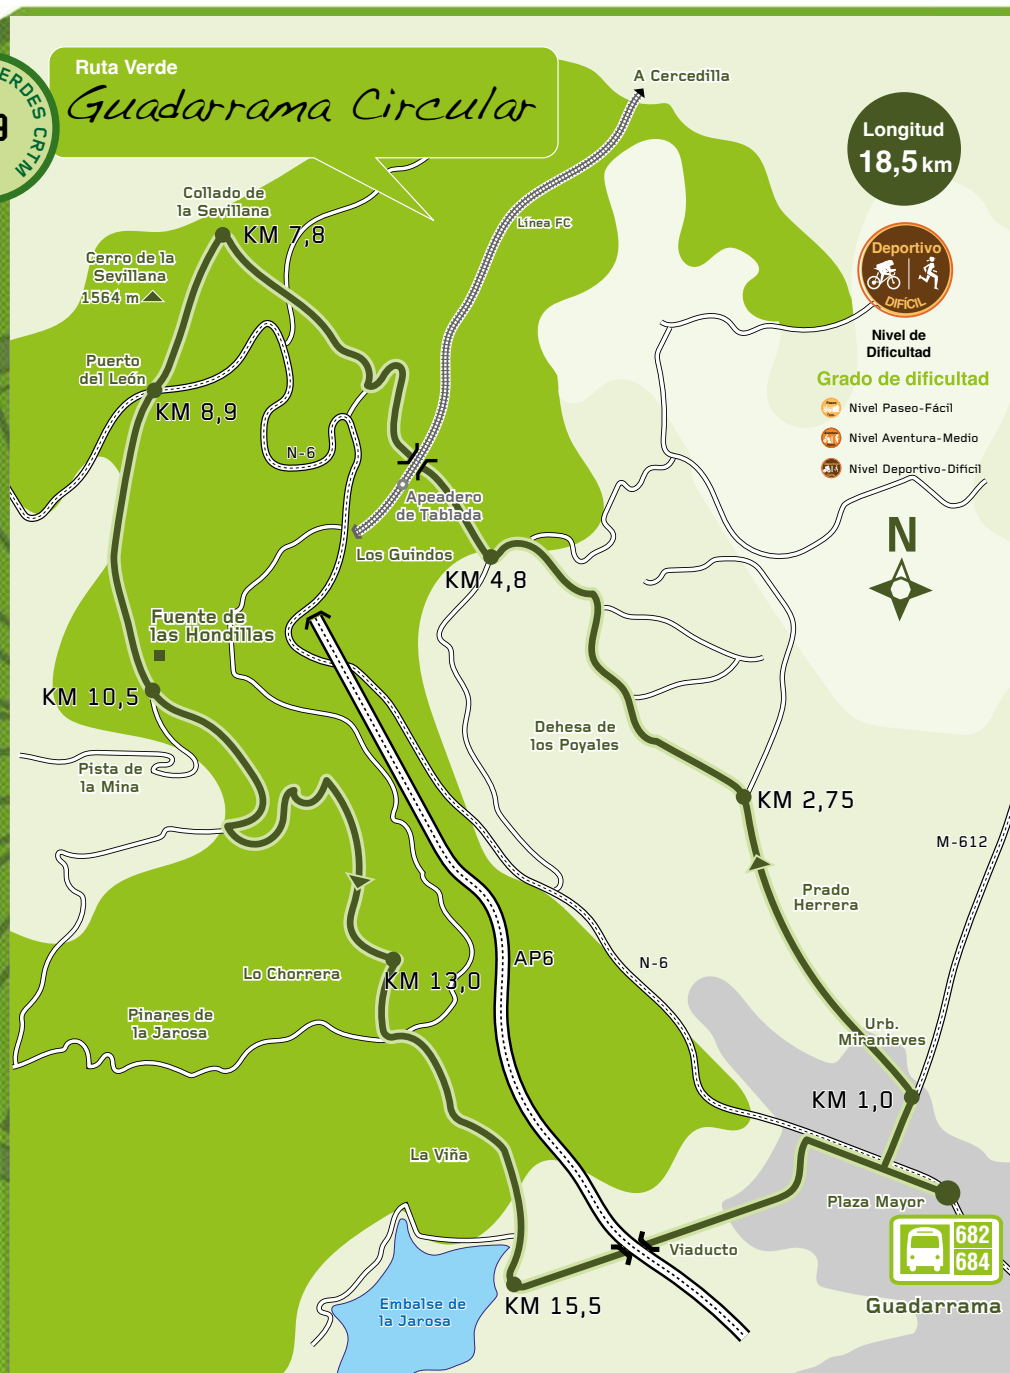 ERDES CRTM
9
Ruta Verde
Guadarrama Circular
A Cercedilla
Longitud
18,5 km
Collado de
la Sevillana
KM 7,8
Línea FC
Deportivo
DIFÍCIL
Cerro de la
Sevillana
1564 m
Nivel de
Dificultad
Puerto
del León
Grado de dificultad
KM 8,9
Nivel Paseo-Fácil
Nivel Aventura-Medio
N-6
Nivel Deportivo-Difícil
Apeadero
de Tablada
N
Los Guindos
KM 4,8
Fuente de
las Hondillas
KM 10,5
Dehesa de
los Poyales
Pista de
la Mina
KM 2,75
M-612
Prado
Herrera
AP6
N-6
Lo Chorrera
KM 13,0
Pinares de
la Jarosa
Urb.
Miranieves
KM 1,0
La Viña
Plaza Mayor
682
684
Viaducto
Embalse de
la Jarosa
KM 15,5
Guadarrama